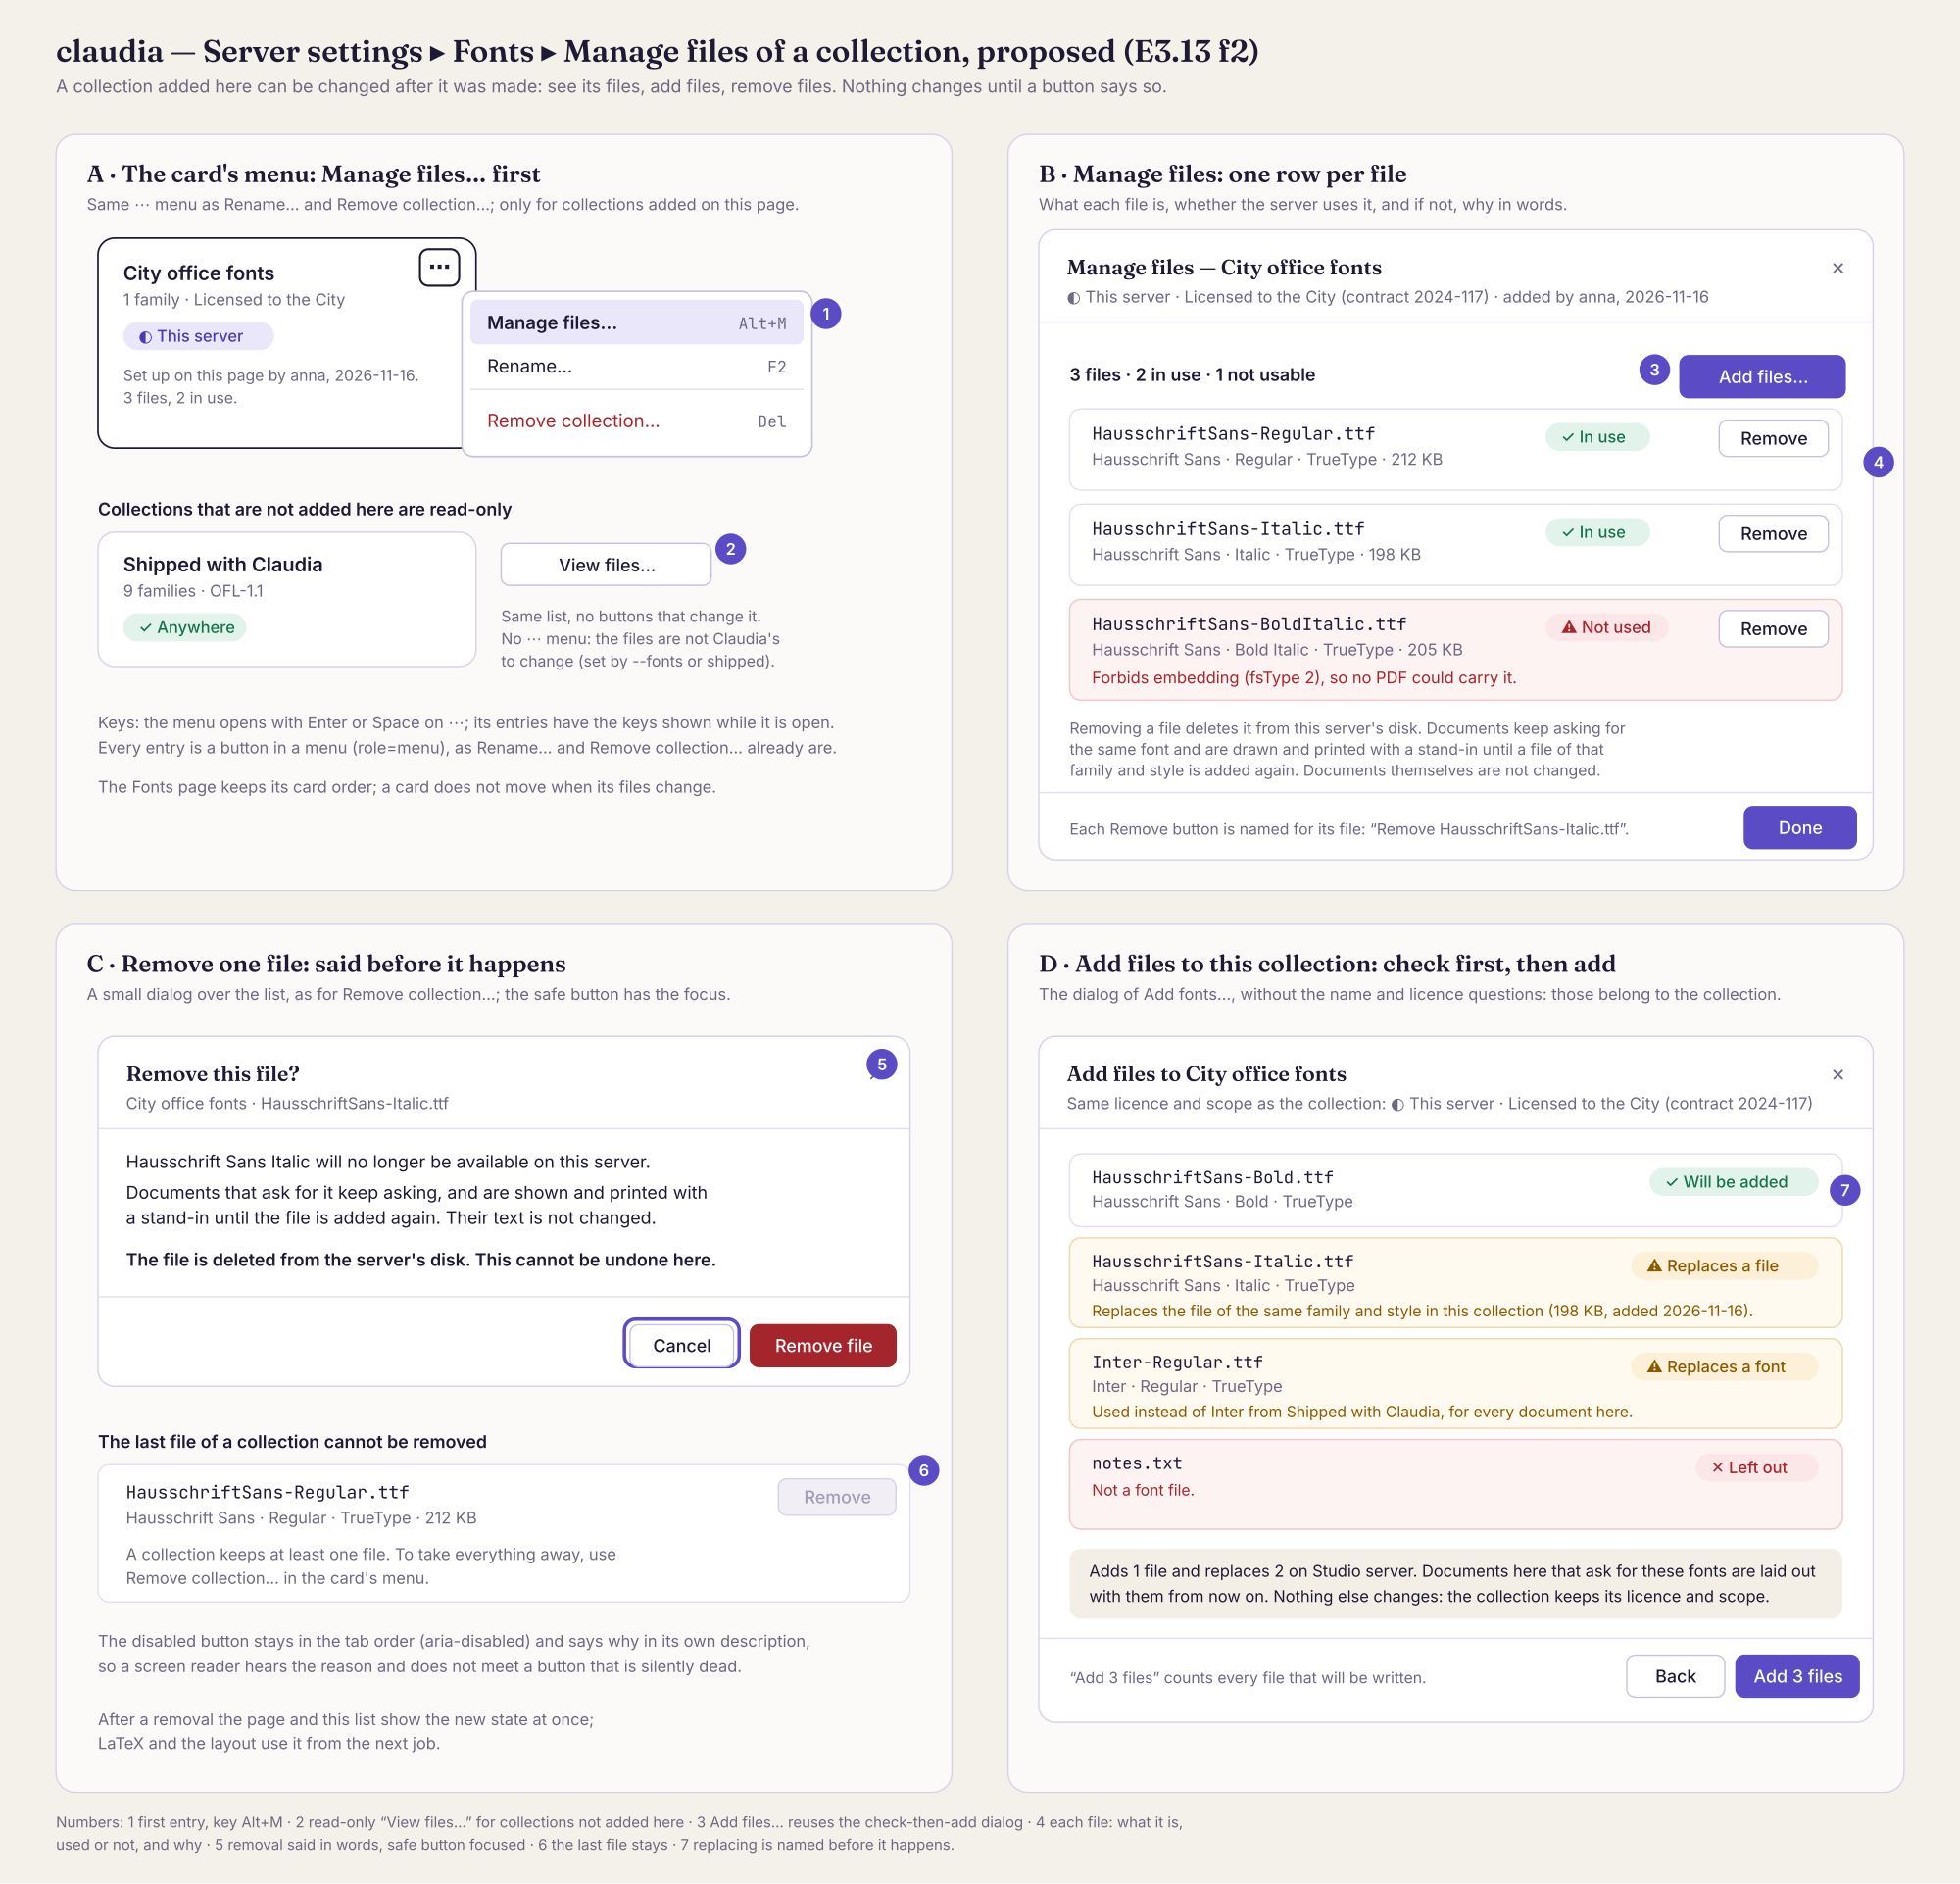 claudia — Server settings ▸ Fonts ▸ Manage files of a collection, proposed (E3.13 f2)
A collection added here can be changed after it was made: see its files, add files, remove files. Nothing changes until a button says so.
A · The card's menu: Manage files… first
Same ··· menu as Rename… and Remove collection…; only for collections added on this page.
City office fonts
···
1 family · Licensed to the City
◐ This server
Set up on this page by anna, 2026-11-16.
3 files, 2 in use.
Manage files… Alt+M
1
Rename… F2
Remove collection… Del
Collections that are not added here are read-only
Shipped with Claudia
9 families · OFL-1.1
✓ Anywhere
View files…
2
Same list, no buttons that change it.
No ··· menu: the files are not Claudia's
to change (set by --fonts or shipped).
Keys: the menu opens with Enter or Space on ···; its entries have the keys shown while it is open.
Every entry is a button in a menu (role=menu), as Rename… and Remove collection… already are.
The Fonts page keeps its card order; a card does not move when its files change.
B · Manage files: one row per file
What each file is, whether the server uses it, and if not, why in words.
Manage files — City office fonts ✕
◐ This server · Licensed to the City (contract 2024-117) · added by anna, 2026-11-16
3 files · 2 in use · 1 not usable
3
Add files…
HausschriftSans-Regular.ttf ✓ In use Remove
Hausschrift Sans · Regular · TrueType · 212 KB
4
HausschriftSans-Italic.ttf ✓ In use Remove
Hausschrift Sans · Italic · TrueType · 198 KB
HausschriftSans-BoldItalic.ttf ⚠ Not used Remove
Hausschrift Sans · Bold Italic · TrueType · 205 KB
Forbids embedding (fsType 2), so no PDF could carry it.
Removing a file deletes it from this server's disk. Documents keep asking for
the same font and are drawn and printed with a stand-in until a file of that
family and style is added again. Documents themselves are not changed.
Each Remove button is named for its file: “Remove HausschriftSans-Italic.ttf”.
Done
C · Remove one file: said before it happens
A small dialog over the list, as for Remove collection…; the safe button has the focus.
Remove this file?
5
City office fonts · HausschriftSans-Italic.ttf
Hausschrift Sans Italic will no longer be available on this server.
Documents that ask for it keep asking, and are shown and printed with
a stand-in until the file is added again. Their text is not changed.
The file is deleted from the server's disk. This cannot be undone here.
Cancel Remove file
The last file of a collection cannot be removed
6
HausschriftSans-Regular.ttf Remove
Hausschrift Sans · Regular · TrueType · 212 KB
A collection keeps at least one file. To take everything away, use
Remove collection… in the card's menu.
The disabled button stays in the tab order (aria-disabled) and says why in its own description,
so a screen reader hears the reason and does not meet a button that is silently dead.
After a removal the page and this list show the new state at once;
LaTeX and the layout use it from the next job.
D · Add files to this collection: check first, then add
The dialog of Add fonts…, without the name and licence questions: those belong to the collection.
Add files to City office fonts ✕
Same licence and scope as the collection: ◐ This server · Licensed to the City (contract 2024-117)
HausschriftSans-Bold.ttf ✓ Will be added
7
Hausschrift Sans · Bold · TrueType
HausschriftSans-Italic.ttf ⚠ Replaces a file
Hausschrift Sans · Italic · TrueType
Replaces the file of the same family and style in this collection (198 KB, added 2026-11-16).
Inter-Regular.ttf ⚠ Replaces a font
Inter · Regular · TrueType
Used instead of Inter from Shipped with Claudia, for every document here.
notes.txt ✕ Left out
Not a font file.
Adds 1 file and replaces 2 on Studio server. Documents here that ask for these fonts are laid out
with them from now on. Nothing else changes: the collection keeps its licence and scope.
“Add 3 files” counts every file that will be written.
Back Add 3 files
Numbers: 1 first entry, key Alt+M · 2 read-only “View files…” for collections not added here · 3 Add files… reuses the check-then-add dialog · 4 each file: what it is,
used or not, and why · 5 removal said in words, safe button focused · 6 the last file stays · 7 replacing is named before it happens.